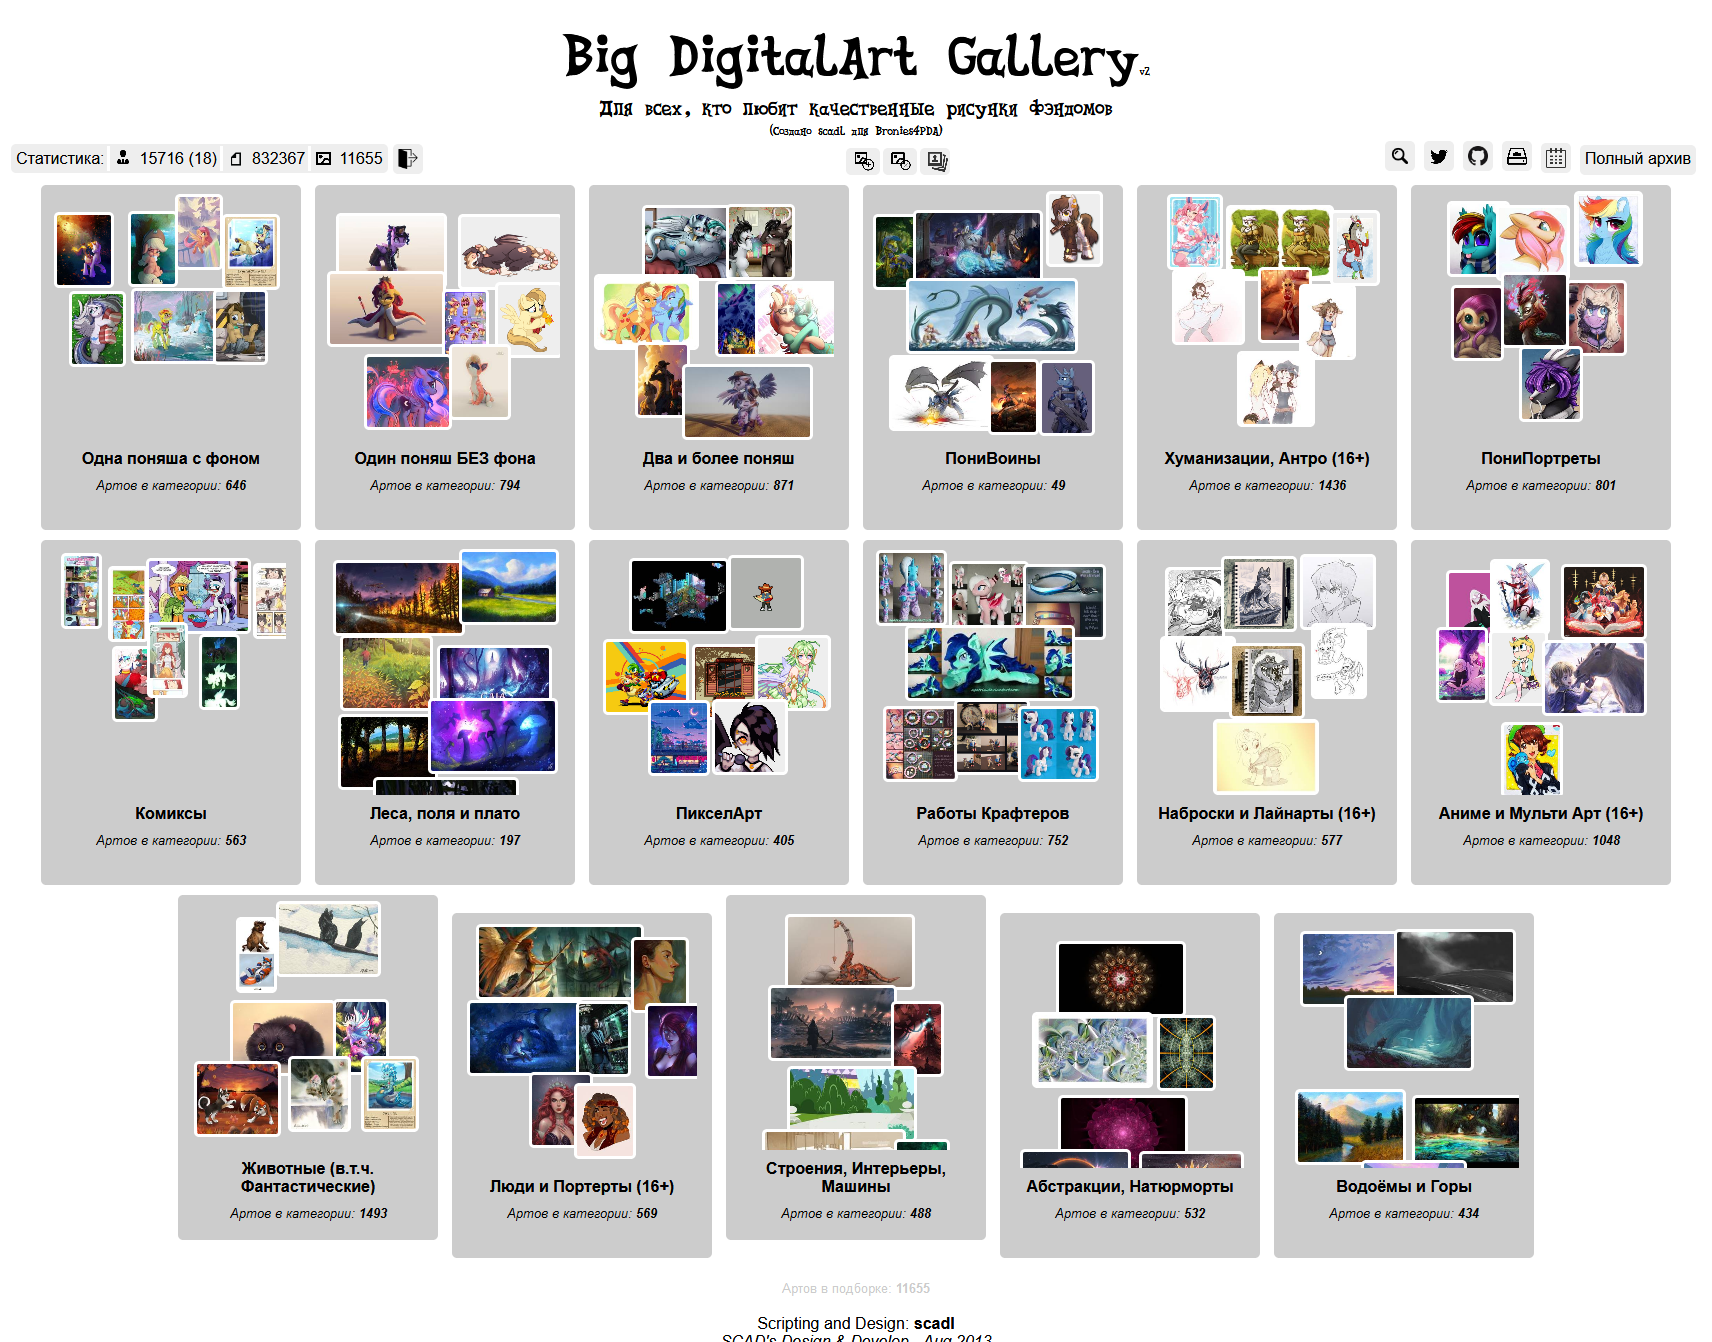 Big DigitalArt Gallery v2
Для всех, кто любит качественные рисунки фэндомов
(Создано scadl для Bronies4PDA)
Статистика: 15716 (18) 832367 11655
Полный архив
Одна поняша с фоном
Артов в категории: 646
Один поняш БЕЗ фона
Артов в категории: 794
Два и более поняш
Артов в категории: 871
ПониВоины
Артов в категории: 49
Хуманизации, Антро (16+)
Артов в категории: 1436
ПониПортреты
Артов в категории: 801
Комиксы
Артов в категории: 563
Леса, поля и плато
Артов в категории: 197
ПикселАрт
Артов в категории: 405
Работы Крафтеров
Артов в категории: 752
Наброски и Лайнарты (16+)
Артов в категории: 577
Аниме и Мульти Арт (16+)
Артов в категории: 1048
Животные (в.т.ч.
Фантастические)
Артов в категории: 1493
Люди и Портерты (16+)
Артов в категории: 569
Строения, Интерьеры,
Машины
Артов в категории: 488
Абстракции, Натюрморты
Артов в категории: 532
Водоёмы и Горы
Артов в категории: 434
Артов в подборке: 11655
Scripting and Design: scadl
SCAD's Design & Develop - Aug 2013